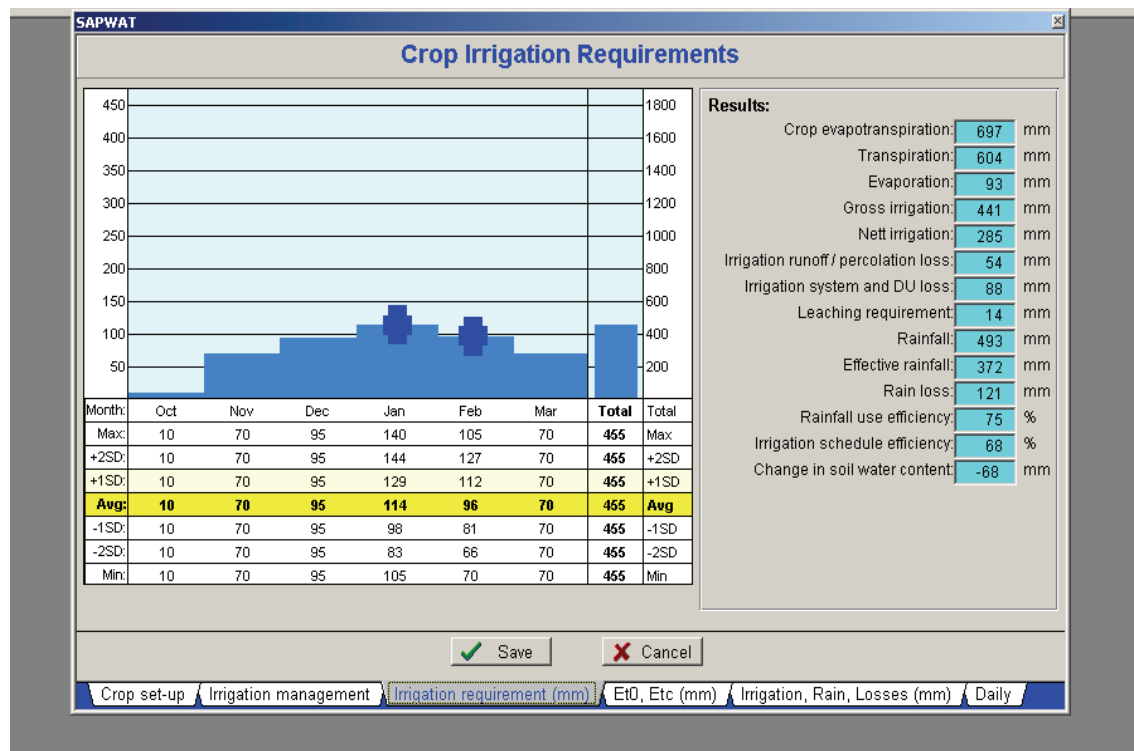 SAPWAT
Crop Irrigation Requirements
450 1800
400 1600
350 1400
300 1200
250 1000
200 800
150 600
100 400
50 200
Month: Oct Nov Dec Jan Feb Mar Total Total
Max: 10 70 95 140 105 70 455 Max
+2SD: 10 70 95 144 127 70 455 +2SD
+1SD: 10 70 95 129 112 70 455 +1SD
Avg: 10 70 95 114 96 70 455 Avg
-1SD: 10 70 95 98 81 70 455 -1SD
-2SD: 10 70 95 83 66 70 455 -2SD
Min: 10 70 95 105 70 70 455 Min
Results:
Crop evapotranspiration: 697 mm
Transpiration: 604 mm
Evaporation: 93 mm
Gross irrigation: 441 mm
Nett irrigation: 285 mm
Irrigation runoff / percolation loss: 54 mm
Irrigation system and DU loss: 88 mm
Leaching requirement: 14 mm
Rainfall: 493 mm
Effective rainfall: 372 mm
Rain loss: 121 mm
Rainfall use efficiency: 75 %
Irrigation schedule efficiency: 68 %
Change in soil water content: -68 mm
Save Cancel
Crop set-up Irrigation management Irrigation requirement (mm) Et0, Etc (mm) Irrigation, Rain, Losses (mm) Daily